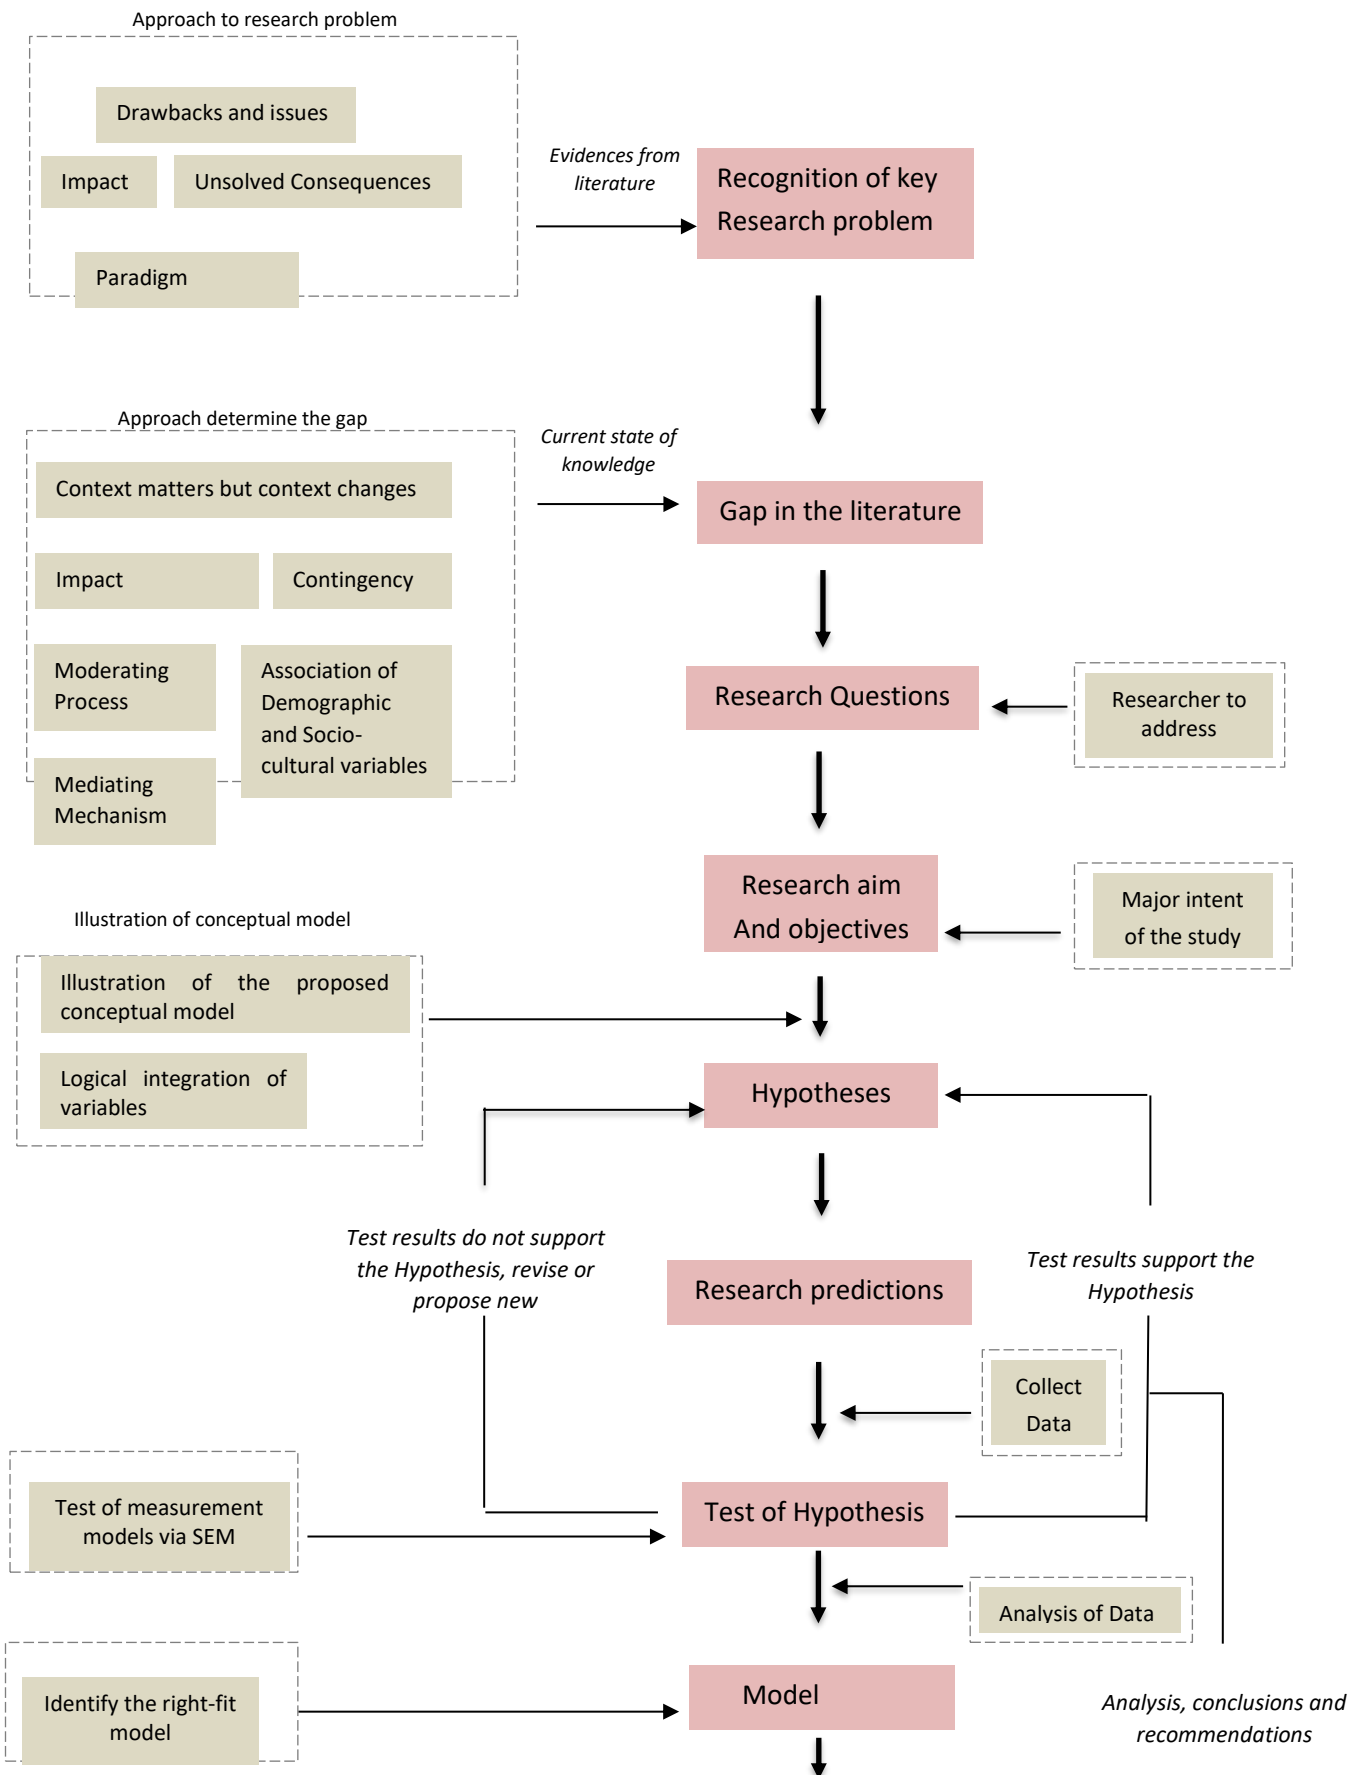 Approach to research problem
Drawbacks and issues
Impact
Unsolved Consequences
Paradigm
Evidences from
literature
Recognition of key
Research problem
Approach determine the gap
Context matters but context changes
Impact
Contingency
Moderating
Process
Association of
Demographic
and Socio-
cultural variables
Mediating
Mechanism
Current state of
knowledge
Gap in the literature
Research Questions
Researcher to
address
Research aim
And objectives
Major intent
of the study
Illustration of conceptual model
Illustration of the proposed
conceptual model
Logical integration of
variables
Hypotheses
Test results do not support
the Hypothesis, revise or
propose new
Research predictions
Test results support the
Hypothesis
Collect
Data
Test of measurement
models via SEM
Test of Hypothesis
Analysis of Data
Identify the right-fit
model
Model
Analysis, conclusions and
recommendations